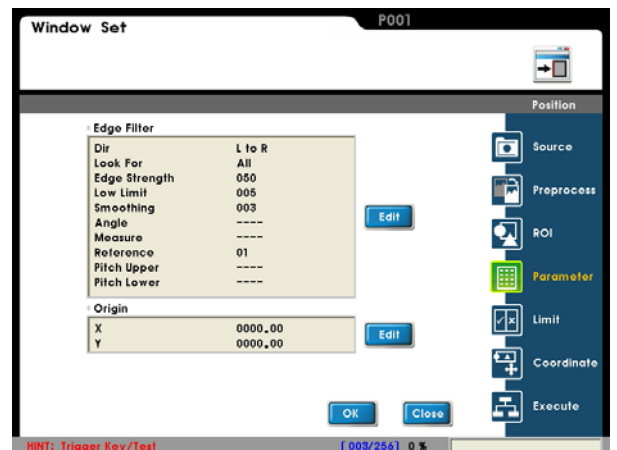 Window Set
P001
Position
Edge Filter
Dir L to R
Look For All
Edge Strength 050
Low Limit 005
Smoothing 003
Angle ----
Measure ----
Reference 01
Pitch Upper ----
Pitch Lower ----
Edit
Origin
X 0000.00
Y 0000.00
Edit
Source
Preprocess
ROI
Parameter
Limit
Coordinate
Execute
OK
Close
HINT: Trigger Key/Test
[003/256] 0 %